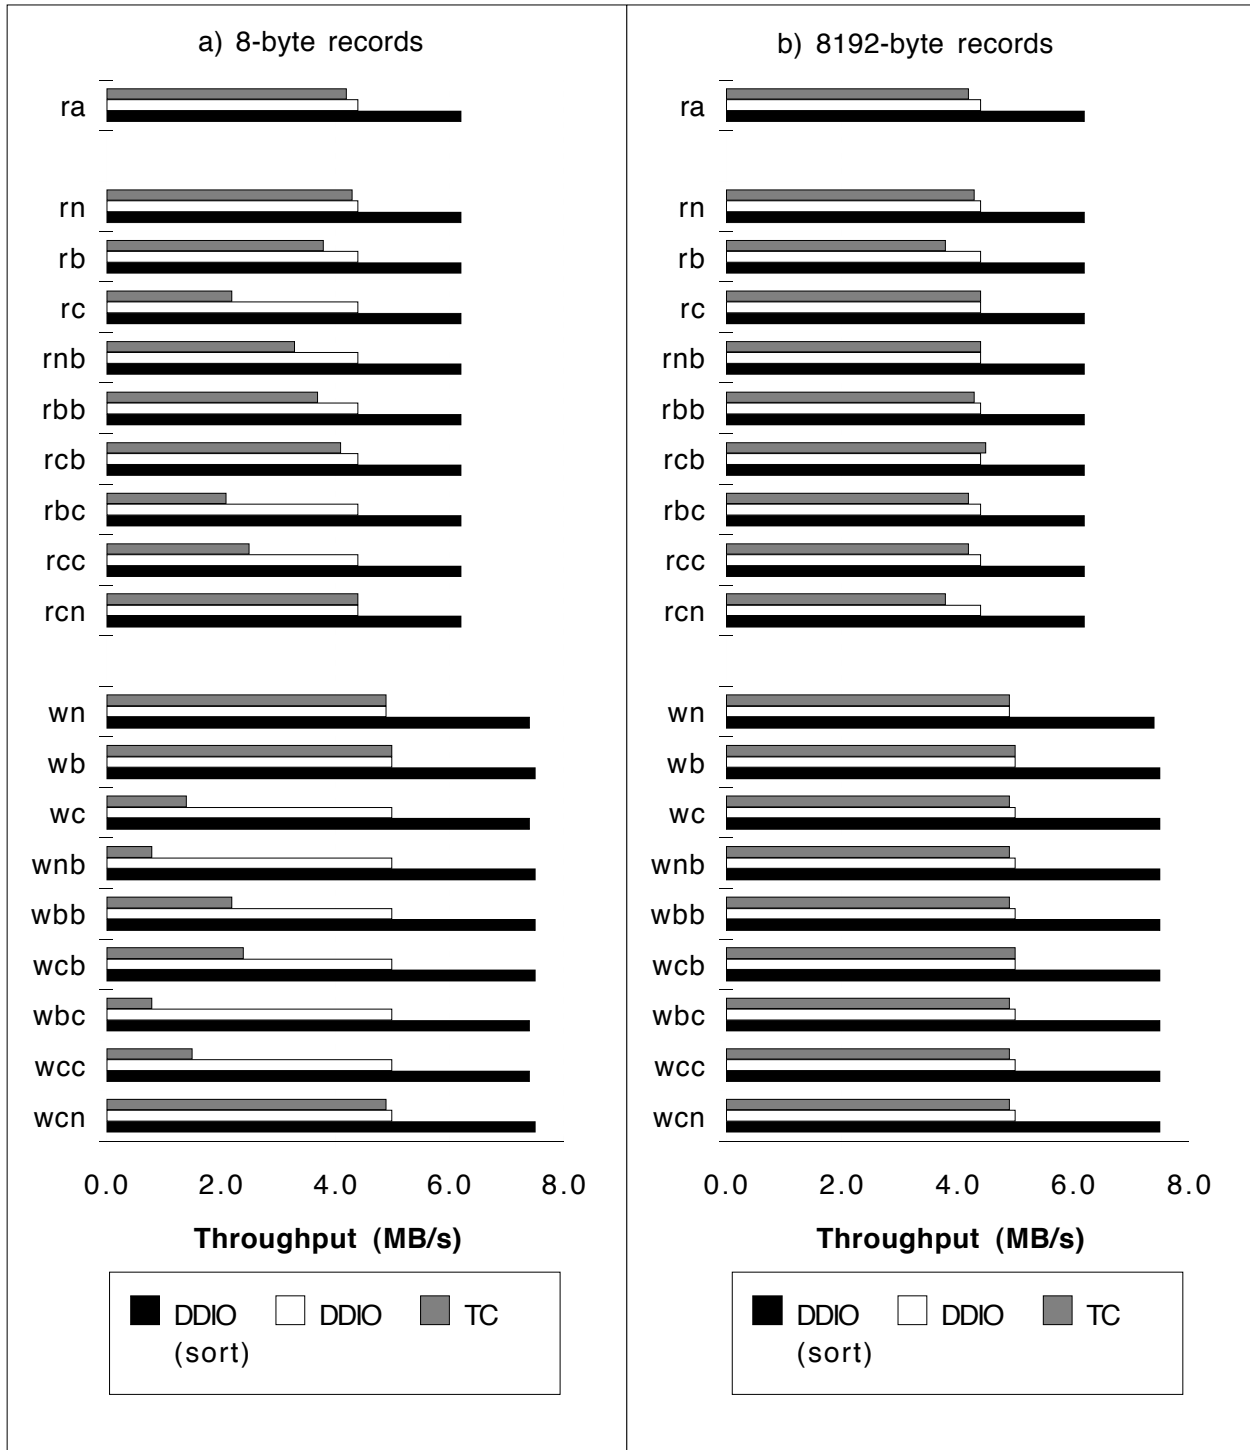 a) 8-byte records
ra
rn
rb
rc
rnb
rbb
rcb
rbc
rcc
rcn
wn
wb
wc
wnb
wbb
wcb
wbc
wcc
wcn
0.0 2.0 4.0 6.0 8.0
Throughput (MB/s)
DDIO (sort) DDIO TC
b) 8192-byte records
ra
rn
rb
rc
rnb
rbb
rcb
rbc
rcc
rcn
wn
wb
wc
wnb
wbb
wcb
wbc
wcc
wcn
0.0 2.0 4.0 6.0 8.0
Throughput (MB/s)
DDIO (sort) DDIO TC